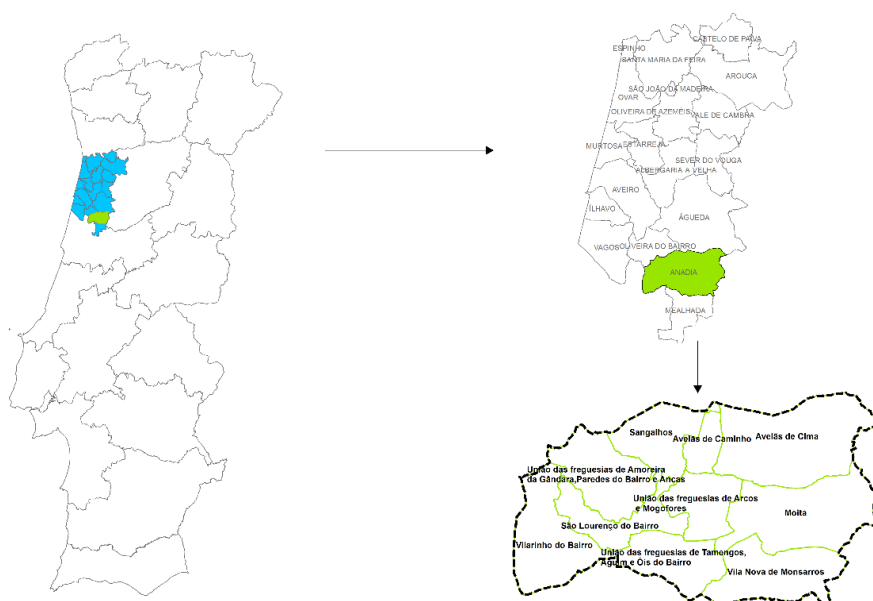 CASTELO DE PAIVA
ESPINHO
SANTA MARIA DA FEIRA
AROUCA
SÃO JOÃO DA MADEIRA
OVAR
OLIVEIRA DE AZEMÉIS
VALE DE CAMBRA
MURTOSA
ESTARREJA
SEVER DO VOUGA
ALBERGARIA A VELHA
AVEIRO
ÍLHAVO
ÁGUEDA
VAGOS
OLIVEIRA DO BAIRRO
ANADIA
MEALHADA
Sangalhos
Avelãs de Caminho
Avelãs de Cima
União das freguesias de Amoreira
da Gândara,Paredes do Bairro e Ancas
União das freguesias de Arcos
e Mogofores
Moita
São Lourenço do Bairro
Vilarinho do Bairro
União das freguesias de Tamengos,
Aguim e Óis do Bairro
Vila Nova de Monsarros